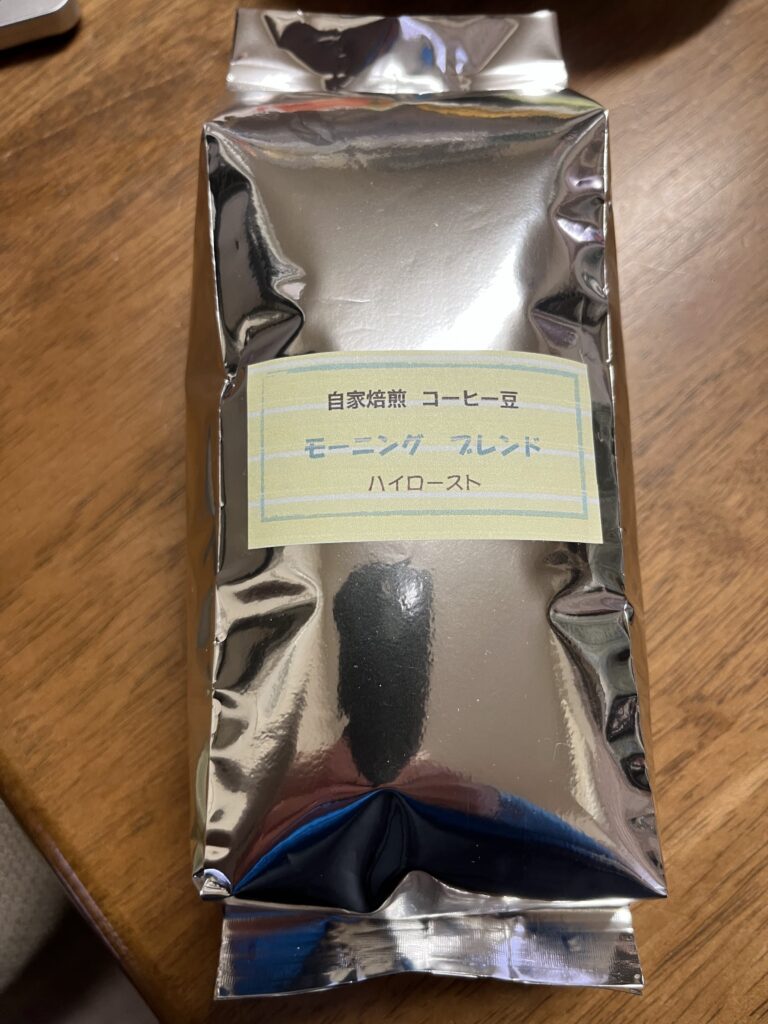 自家焙煎 コーヒー豆
モーニング ブレンド
ハイロースト